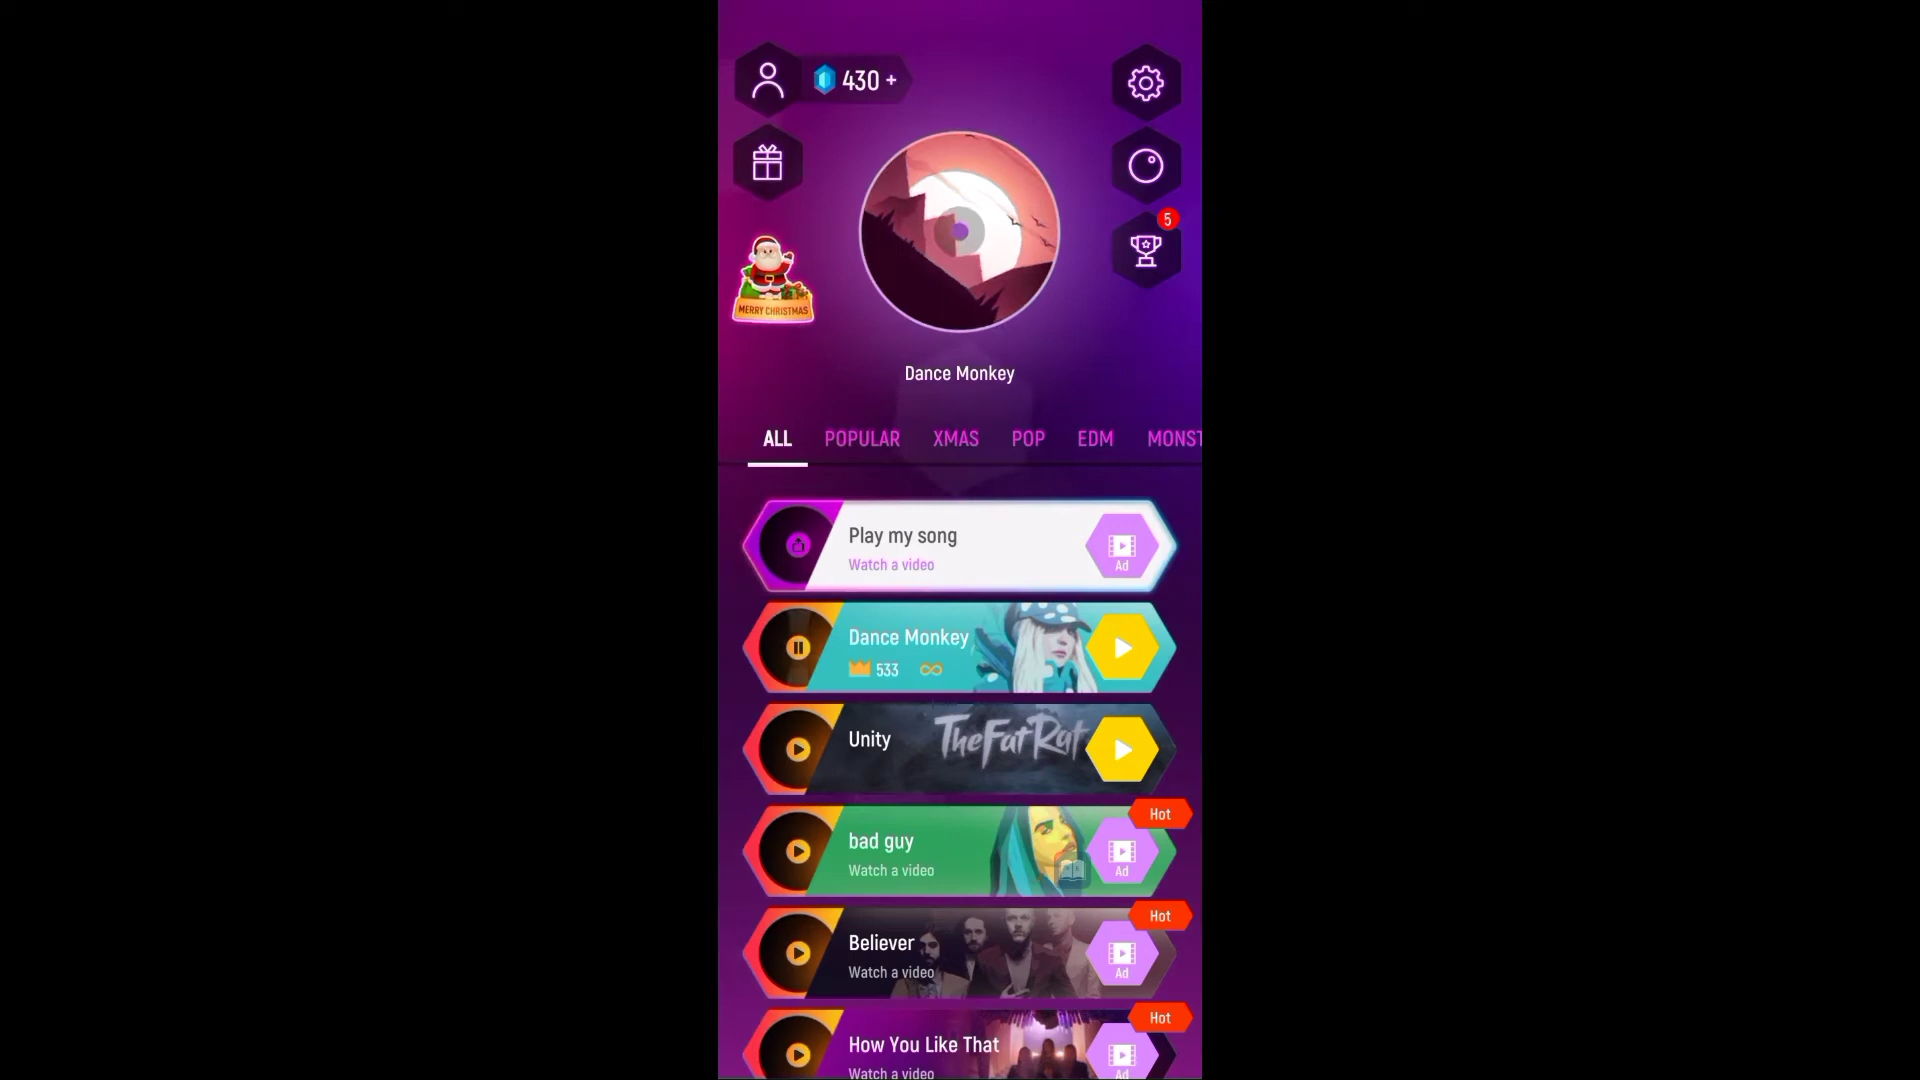 430 +
5
MERRY CHRISTMAS
Dance Monkey
ALL POPULAR XMAS POP EDM MONST
Play my song
Watch a video
Ad
Dance Monkey
533
Unity
TheFatRat
Hot
bad guy
Watch a video
Ad
Hot
Believer
Watch a video
Ad
Hot
How You Like That
Watch a video
Ad